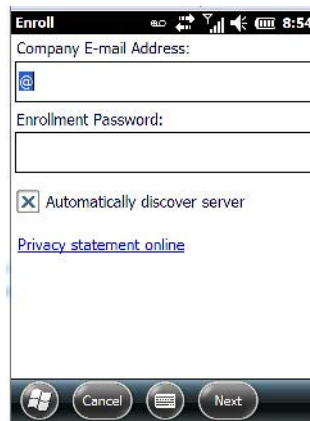 Enroll 8:54
Company E-mail Address:
@
Enrollment Password:
Automatically discover server
Privacy statement online
Cancel Next